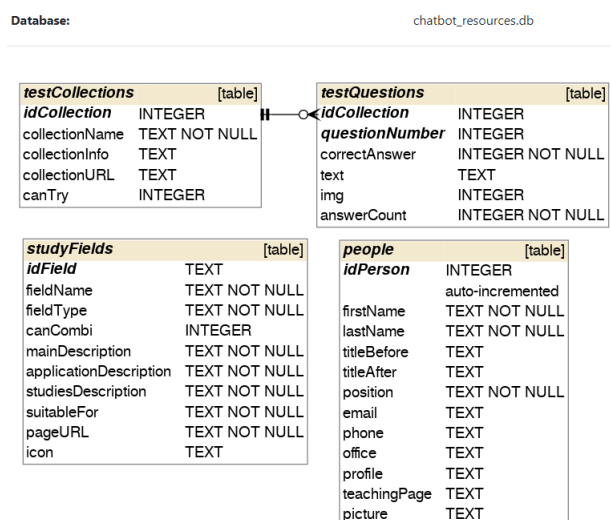 Database: chatbot_resources.db
testCollections [table]
idCollection INTEGER
collectionName TEXT NOT NULL
collectionInfo TEXT
collectionURL TEXT
canTry INTEGER
testQuestions [table]
idCollection INTEGER
questionNumber INTEGER
correctAnswer INTEGER NOT NULL
text TEXT
img INTEGER
answerCount INTEGER NOT NULL
studyFields [table]
idField TEXT
fieldName TEXT NOT NULL
fieldType TEXT NOT NULL
canCombi INTEGER
mainDescription TEXT NOT NULL
applicationDescription TEXT NOT NULL
studiesDescription TEXT NOT NULL
suitableFor TEXT NOT NULL
pageURL TEXT NOT NULL
icon TEXT
people [table]
idPerson INTEGER
auto-incremented
firstName TEXT NOT NULL
lastName TEXT NOT NULL
titleBefore TEXT
titleAfter TEXT
position TEXT NOT NULL
email TEXT
phone TEXT
office TEXT
profile TEXT
teachingPage TEXT
picture TEXT